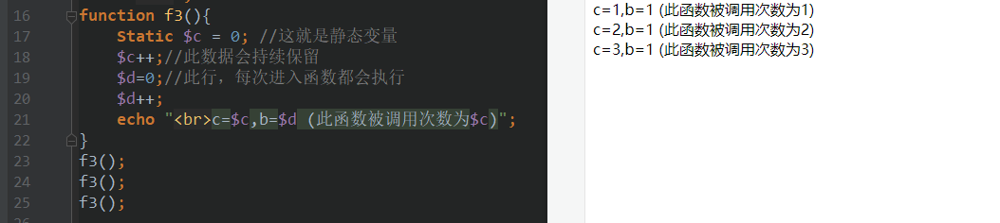 16 function f3(){
17 Static $c = 0; //这就是静态变量
18 $c++;//此数据会持续保留
19 $d=0;//此行，每次进入函数都会执行
20 $d++;
21 echo "<br>c=$c,b=$d (此函数被调用次数为$c)";
22 }
23 f3();
24 f3();
25 f3();
c=1,b=1 (此函数被调用次数为1)
c=2,b=1 (此函数被调用次数为2)
c=3,b=1 (此函数被调用次数为3)